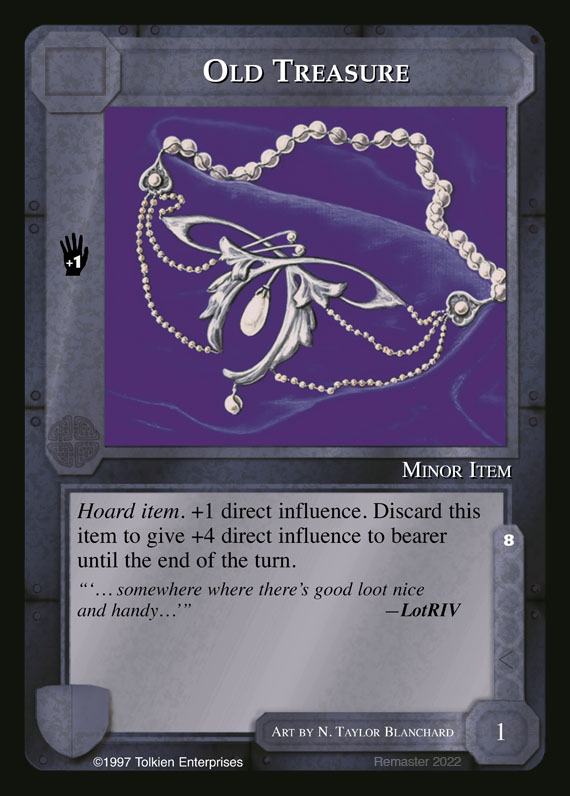 OLD TREASURE
+1
MINOR ITEM
Hoard item. +1 direct influence. Discard this
item to give +4 direct influence to bearer
until the end of the turn.
“‘…somewhere where there’s good loot nice
and handy…’” —LotRIV
8
ART BY N. TAYLOR BLANCHARD
1
©1997 Tolkien Enterprises
Remaster 2022